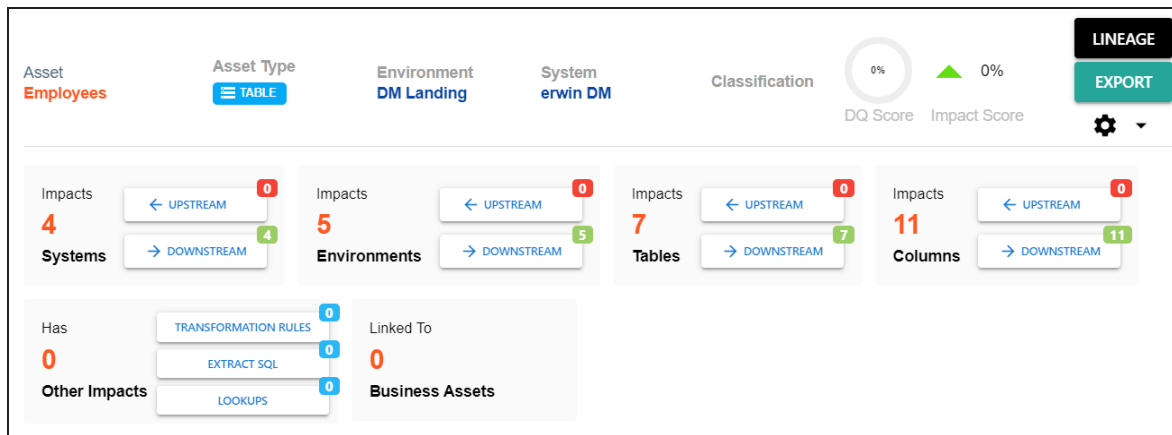 Asset
Employees
Asset Type
TABLE
Environment
DM Landing
System
erwin DM
Classification
0%
DQ Score
0%
Impact Score
LINEAGE
EXPORT
Impacts
4
Systems
UPSTREAM
0
DOWNSTREAM
4
Impacts
5
Environments
UPSTREAM
0
DOWNSTREAM
5
Impacts
7
Tables
UPSTREAM
0
DOWNSTREAM
7
Impacts
11
Columns
UPSTREAM
0
DOWNSTREAM
11
Has
0
Other Impacts
TRANSFORMATION RULES
0
EXTRACT SQL
0
LOOKUPS
0
Linked To
0
Business Assets